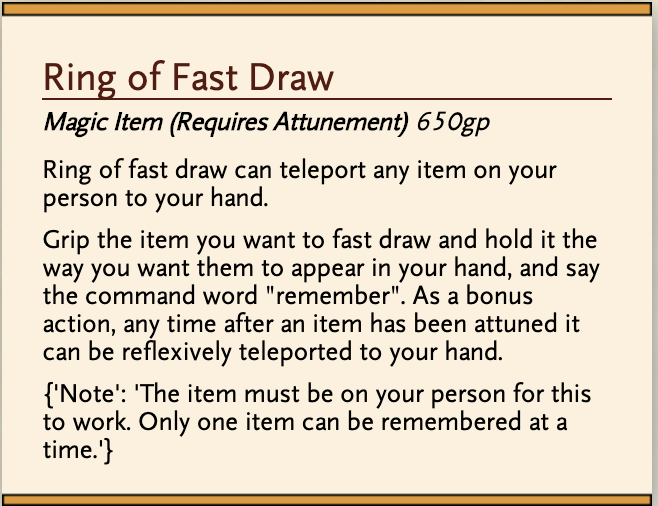 Ring of Fast Draw
Magic Item (Requires Attunement) 650gp
Ring of fast draw can teleport any item on your
person to your hand.
Grip the item you want to fast draw and hold it the
way you want them to appear in your hand, and say
the command word "remember". As a bonus
action, any time after an item has been attuned it
can be reflexively teleported to your hand.
{'Note': 'The item must be on your person for this
to work. Only one item can be remembered at a
time.'}